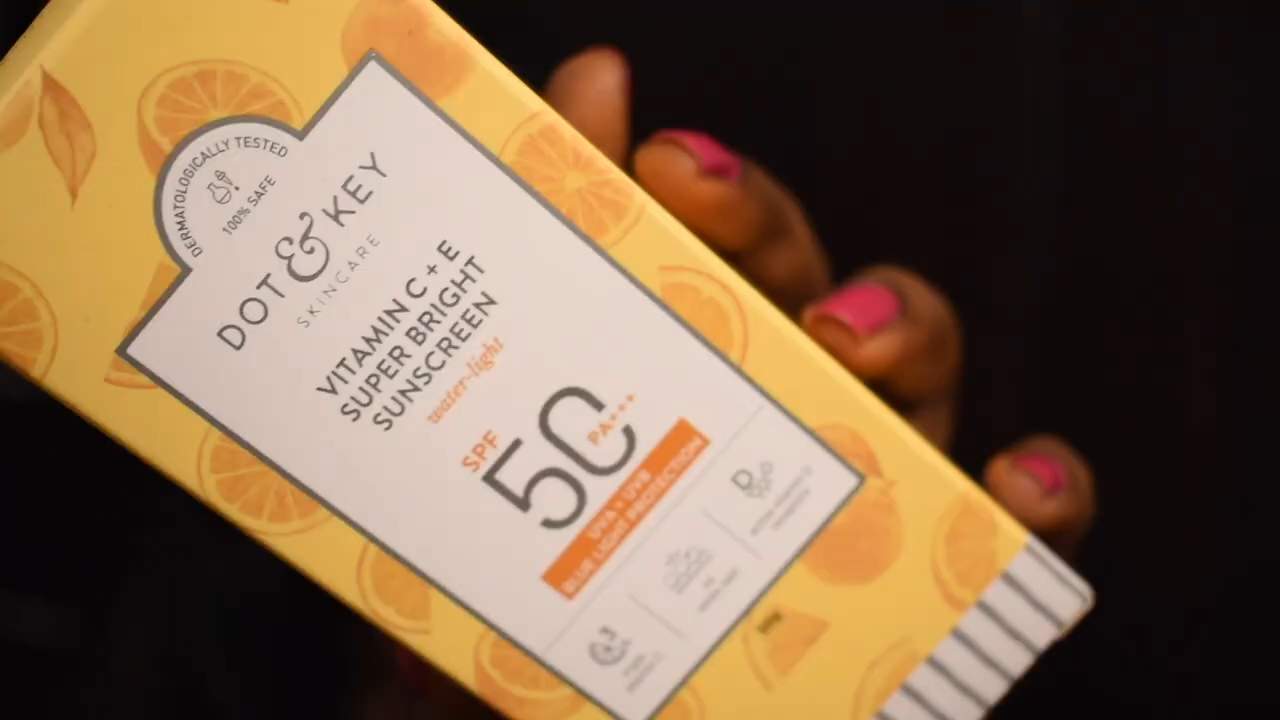 DERMATOLOGICALLY TESTED
100% SAFE
DOT & KEY
SKINCARE
VITAMIN C + E
SUPER BRIGHT
SUNSCREEN
water-light
SPF
50
PA+++
UVA + UVB
BLUE LIGHT PROTECTION